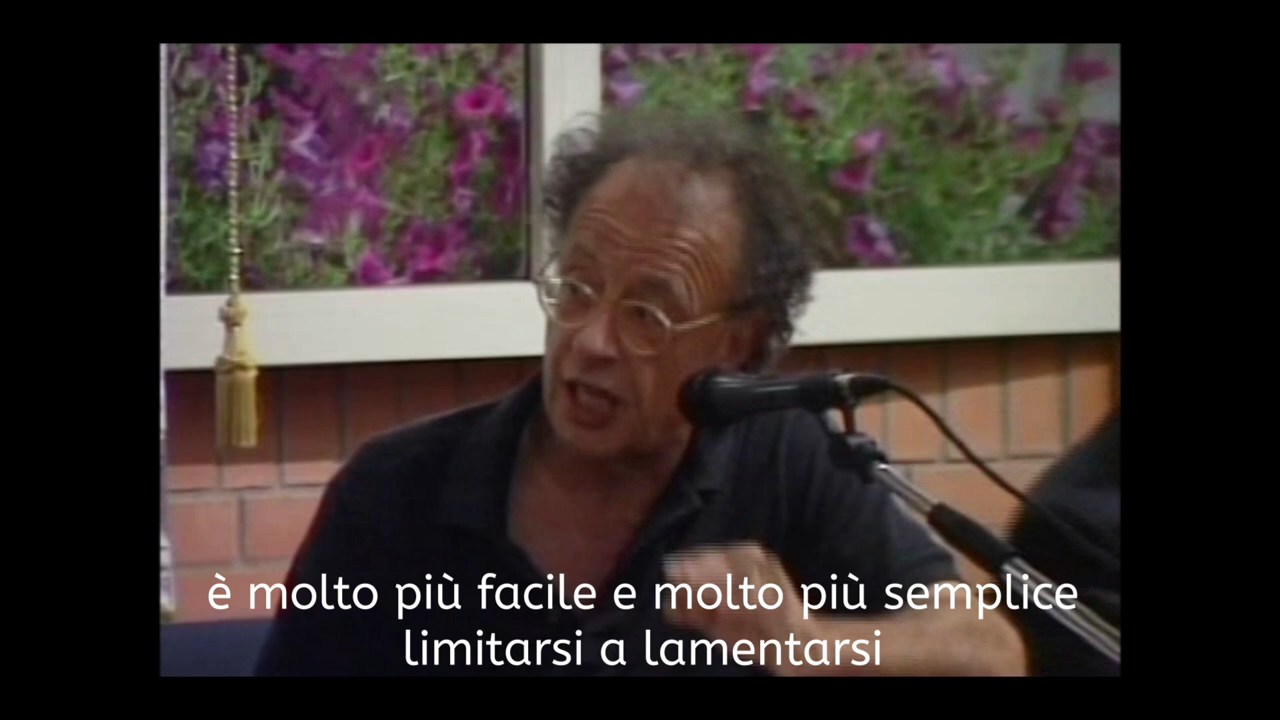 è molto più facile e molto più semplice
limitarsi a lamentarsi